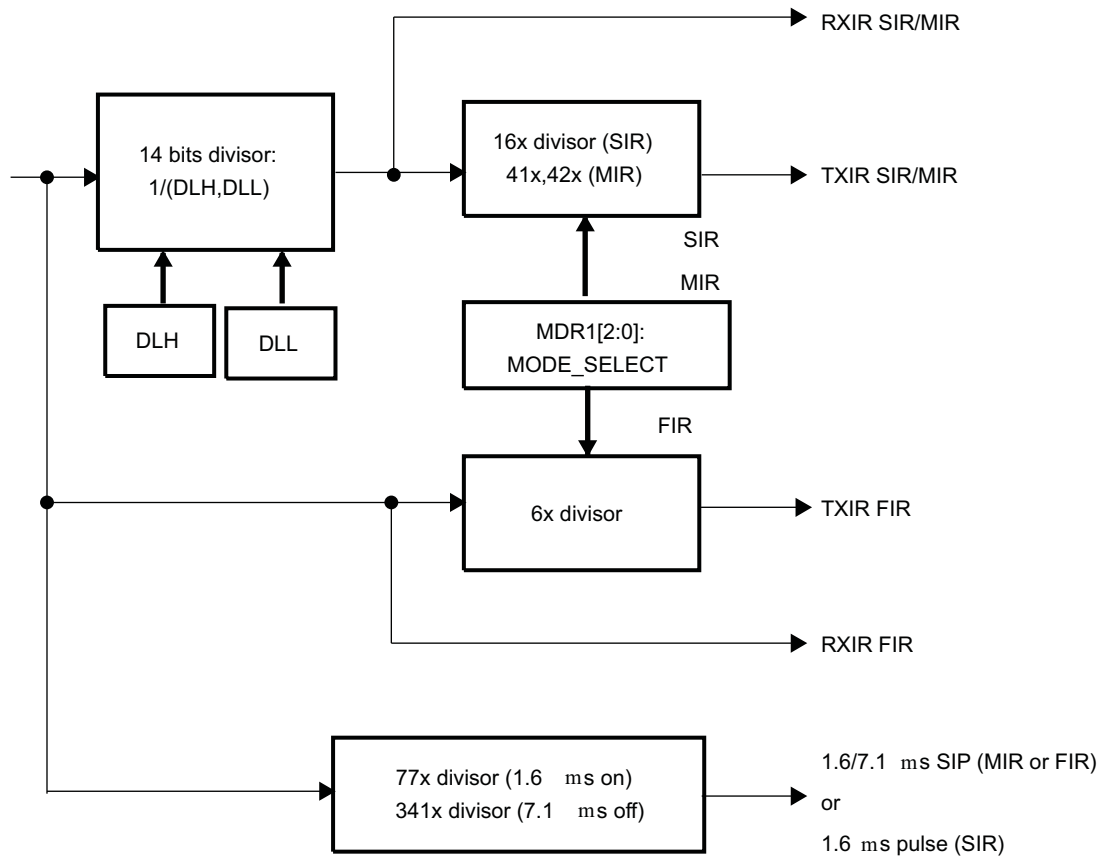 RXIR SIR/MIR
14 bits divisor:
1/(DLH,DLL)
16x divisor (SIR)
41x,42x (MIR)
TXIR SIR/MIR
SIR
MIR
DLH
DLL
MDR1[2:0]:
MODE_SELECT
FIR
6x divisor
TXIR FIR
RXIR FIR
77x divisor (1.6 ms on)
341x divisor (7.1 ms off)
1.6/7.1 ms SIP (MIR or FIR)
or
1.6 ms pulse (SIR)